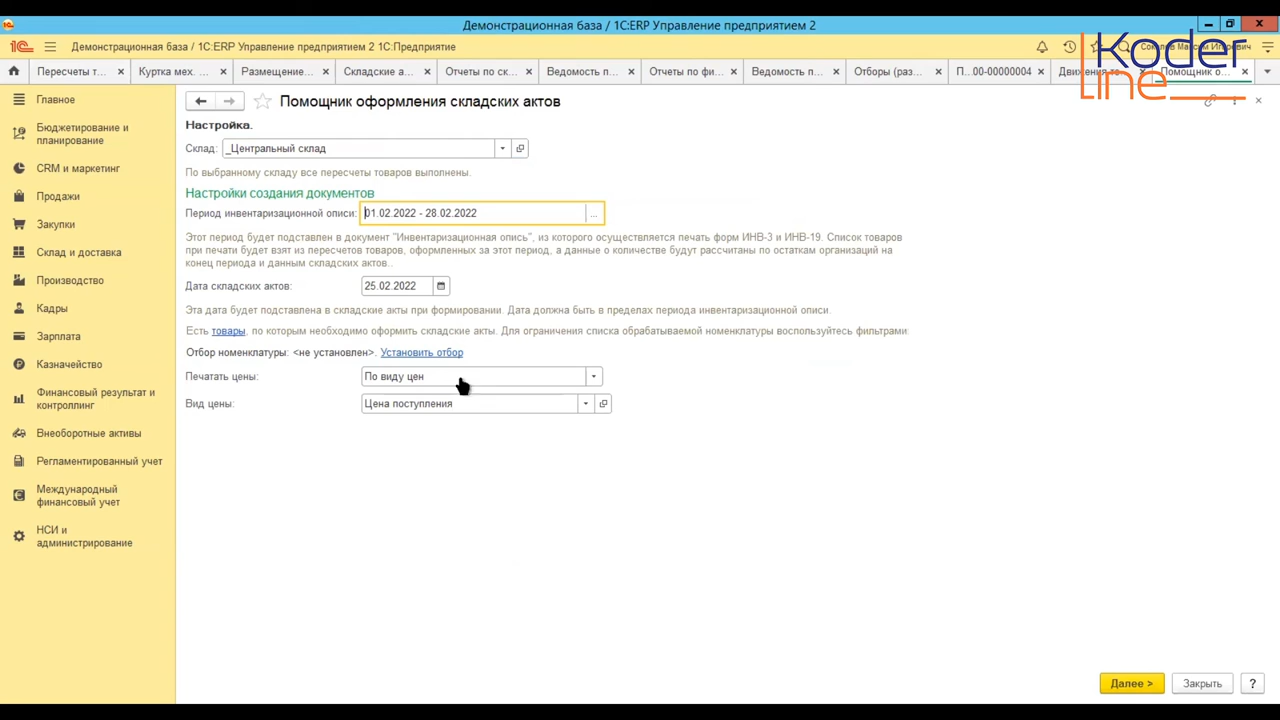 Демонстрационная база / 1С:ERP Управление предприятием 2
Демонстрационная база / 1С:ERP Управление предприятием 2 1С:Предприятие
Koder
line
Пересчеты т...
Куртка мех. ...
Размещение...
Складские а...
Отчеты по ск...
Ведомость п...
Отчеты по фи...
Ведомость п...
Отборы (раз...
П...00-00000004
Движения
Помощник о...
Главное
Бюджетирование и
планирование
CRM и маркетинг
Продажи
Закупки
Склад и доставка
Производство
Кадры
Зарплата
Казначейство
Финансовый результат и
контроллинг
Внеоборотные активы
Регламентированный учет
Международный
финансовый учет
НСИ и
администрирование
Помощник оформления складских актов
Настройка.
Склад: _Центральный склад
По выбранному складу все пересчеты товаров выполнены.
Настройки создания документов
Период инвентаризационной описи: 01.02.2022 - 28.02.2022 ...
Этот период будет подставлен в документ "Инвентаризационная опись", из которого осуществляется печать форм ИНВ-3 и ИНВ-19. Список товаров
при печати будет взят из пересчетов товаров, оформленных за этот период, а данные о количестве будут рассчитаны по остаткам организаций на
конец периода и данным складских актов..
Дата складских актов: 25.02.2022
Эта дата будет подставлена в складские акты при формировании. Дата должна быть в пределах периода инвентаризационной описи.
Есть товары, по которым необходимо оформить складские акты. Для ограничения списка обрабатываемой номенклатуры воспользуйтесь фильтрами:
Отбор номенклатуры: <не установлен>. Установить отбор
Печатать цены: По виду цен
Вид цены: Цена поступления
Далее >
Закрыть
?